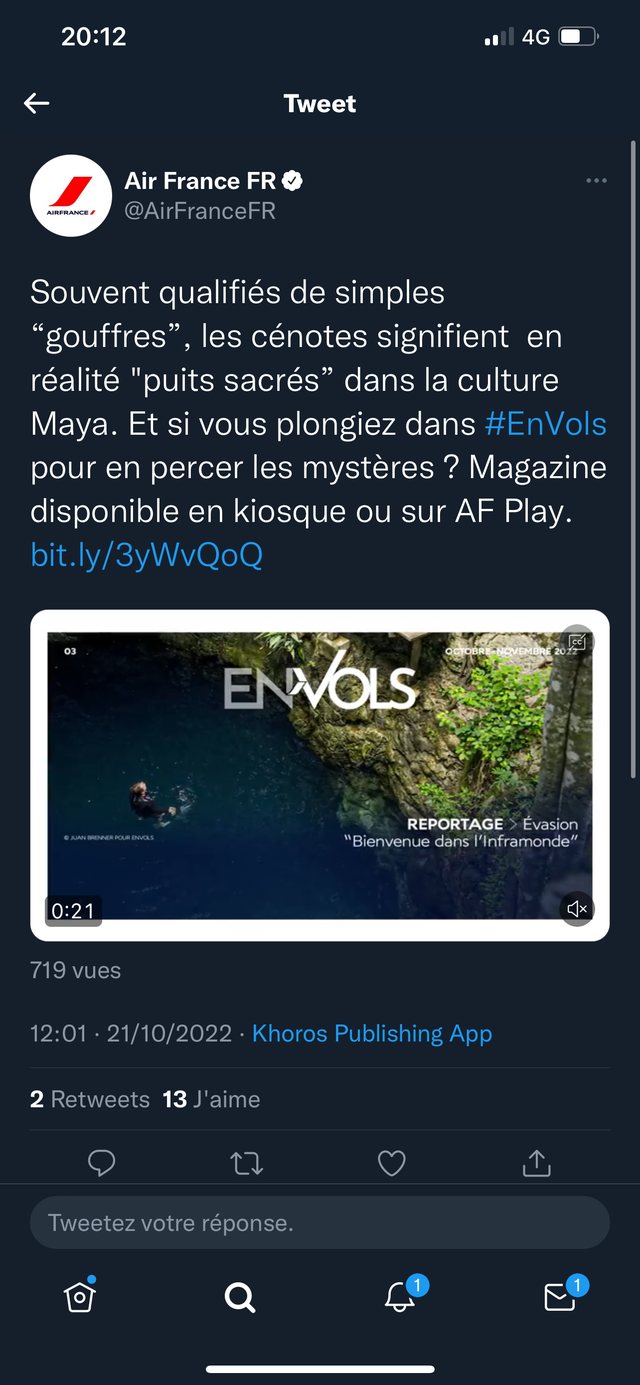 20:12
4G
Tweet
AIRFRANCE
Air France FR
@AirFranceFR
Souvent qualifiés de simples
“gouffres”, les cénotes signifient  en
réalité "puits sacrés” dans la culture
Maya. Et si vous plongiez dans #EnVols
pour en percer les mystères ? Magazine
disponible en kiosque ou sur AF Play.
bit.ly/3yWvQoQ
03
OCTOBRE-NOVEMBRE 2022
CC
ENVOLS
REPORTAGE > Évasion
“Bienvenue dans l’Inframonde”
© JUAN BRENNER POUR ENVOLS
0:21
719 vues
12:01 · 21/10/2022 · Khoros Publishing App
2 Retweets 13 J'aime
Tweetez votre réponse.
1
1